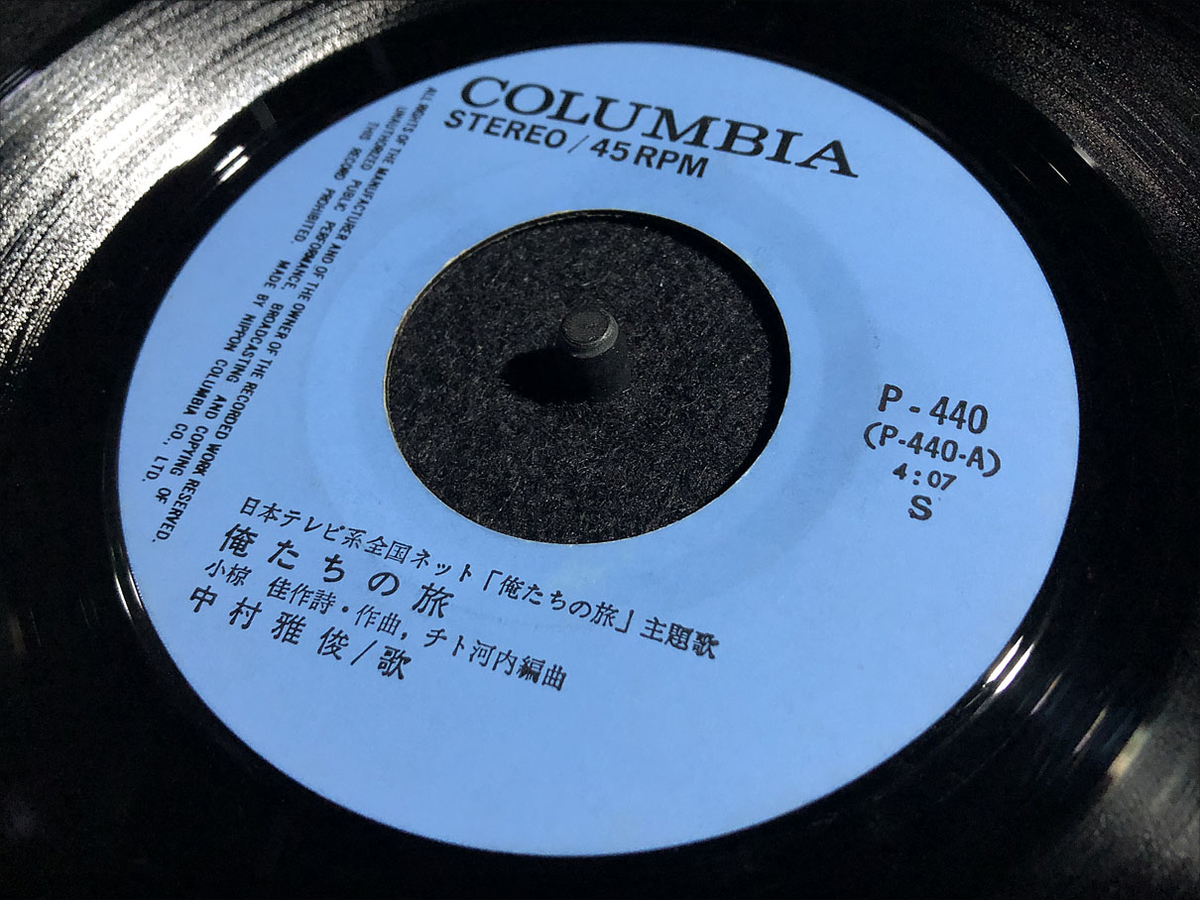 COLUMBIA
STEREO/45RPM
ALL RIGHTS OF THE MANUFACTURER AND OF THE OWNER OF THE RECORDED WORK RESERVED.
UNAUTHORIZED PUBLIC PERFORMANCE, BROADCASTING AND COPYING OF
THIS RECORD PROHIBITED. MADE BY NIPPON COLUMBIA CO., LTD.
P-440
(P-440-A)
4:07
S
日本テレビ系全国ネット「俺たちの旅」主題歌
俺たちの旅
小椋 佳作詩・作曲，チト河内編曲
中村雅俊/歌